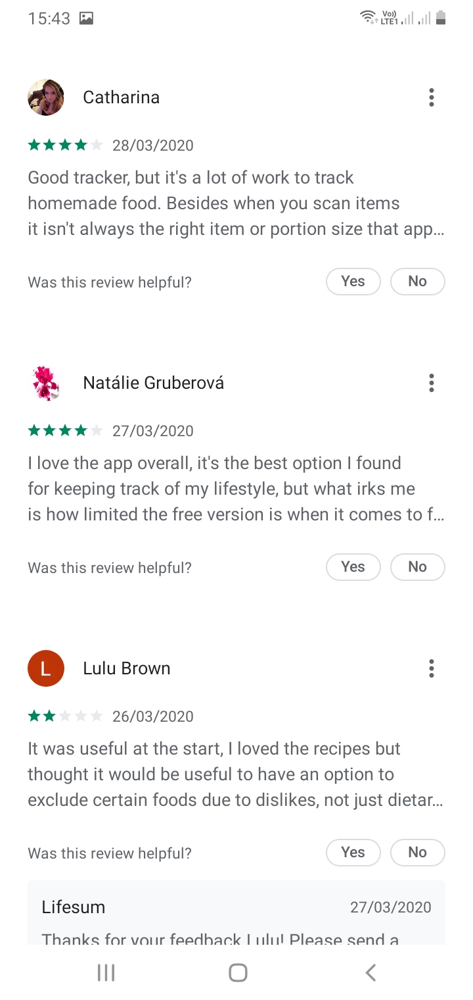 15:43
Vo))
LTE1
Catharina
28/03/2020
Good tracker, but it's a lot of work to track
homemade food. Besides when you scan items
it isn't always the right item or portion size that app...
Was this review helpful?
Yes
No
Natálie Gruberová
27/03/2020
I love the app overall, it's the best option I found
for keeping track of my lifestyle, but what irks me
is how limited the free version is when it comes to f...
Was this review helpful?
Yes
No
L
Lulu Brown
26/03/2020
It was useful at the start, I loved the recipes but
thought it would be useful to have an option to
exclude certain foods due to dislikes, not just dietar...
Was this review helpful?
Yes
No
Lifesum
27/03/2020
Thanks for your feedback Lulu! Please send a